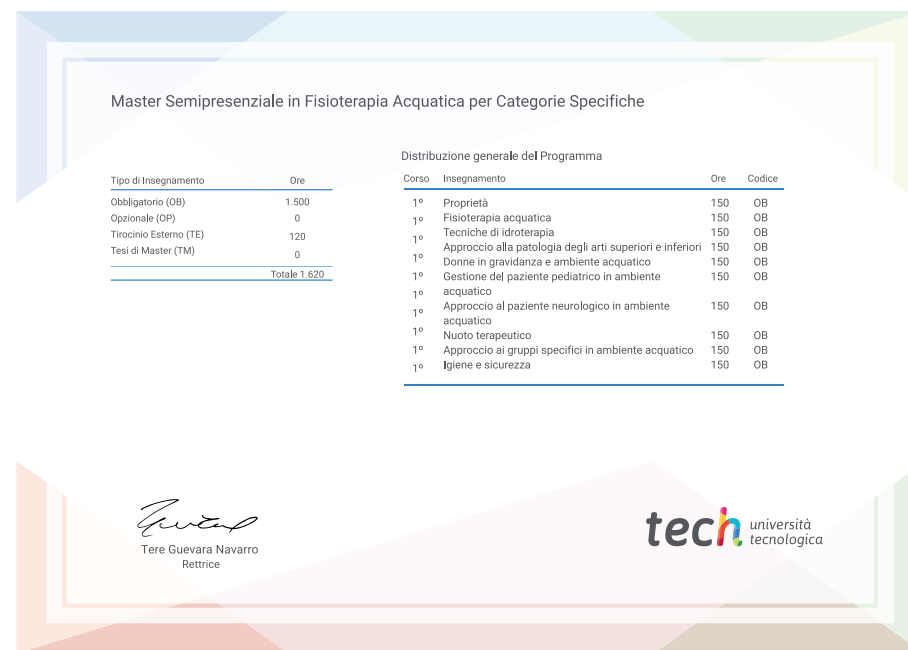 Master Semipresenziale in Fisioterapia Acquatica per Categorie Specifiche
Tipo di Insegnamento Ore
Obbligatorio (OB) 1.500
Opzionale (OP) 0
Tirocinio Esterno (TE) 120
Tesi di Master (TM) 0
Totale 1.620
Distribuzione generale del Programma
Corso Insegnamento Ore Codice
1º Proprietà 150 OB
1º Fisioterapia acquatica 150 OB
1º Tecniche di idroterapia 150 OB
1º Approccio alla patologia degli arti superiori e inferiori 150 OB
1º Donne in gravidanza e ambiente acquatico 150 OB
1º Gestione del paziente pediatrico in ambiente 150 OB
acquatico
1º Approccio al paziente neurologico in ambiente 150 OB
acquatico
1º Nuoto terapeutico 150 OB
1º Approccio ai gruppi specifici in ambiente acquatico 150 OB
1º Igiene e sicurezza 150 OB
Tere Guevara Navarro
Rettrice
tech università
tecnologica